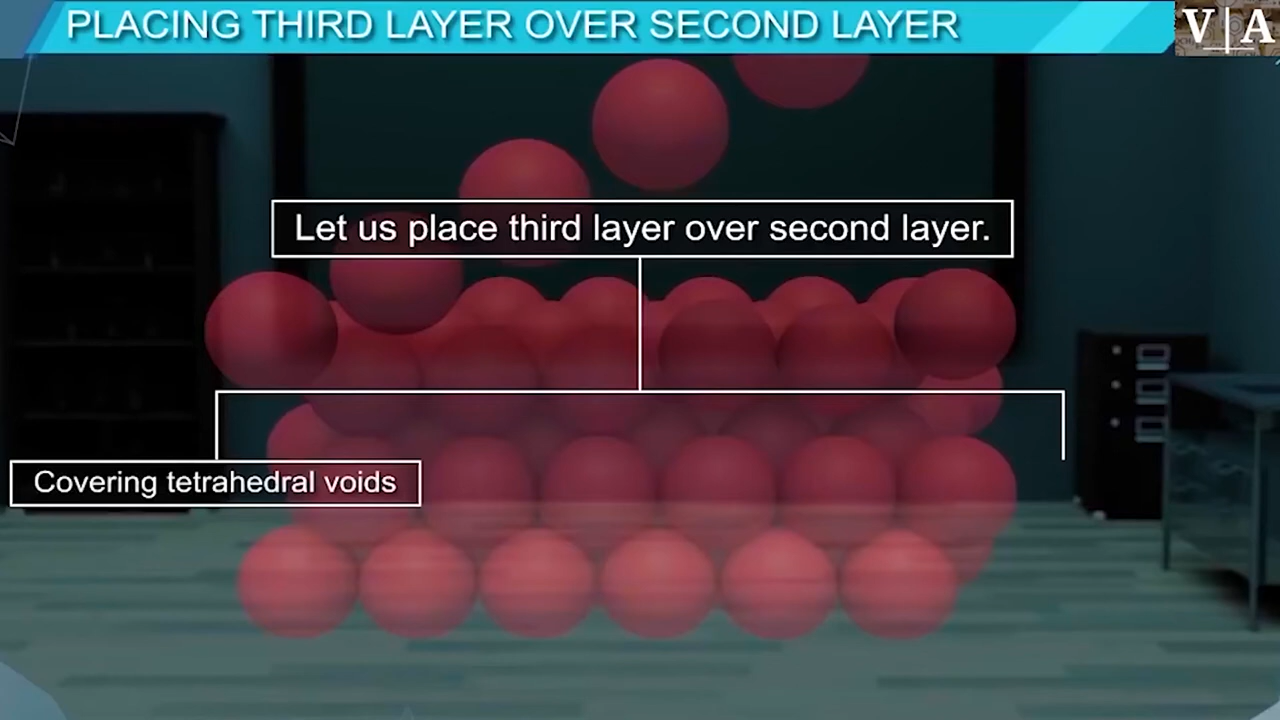 PLACING THIRD LAYER OVER SECOND LAYER
V|A
Let us place third layer over second layer.
Covering tetrahedral voids